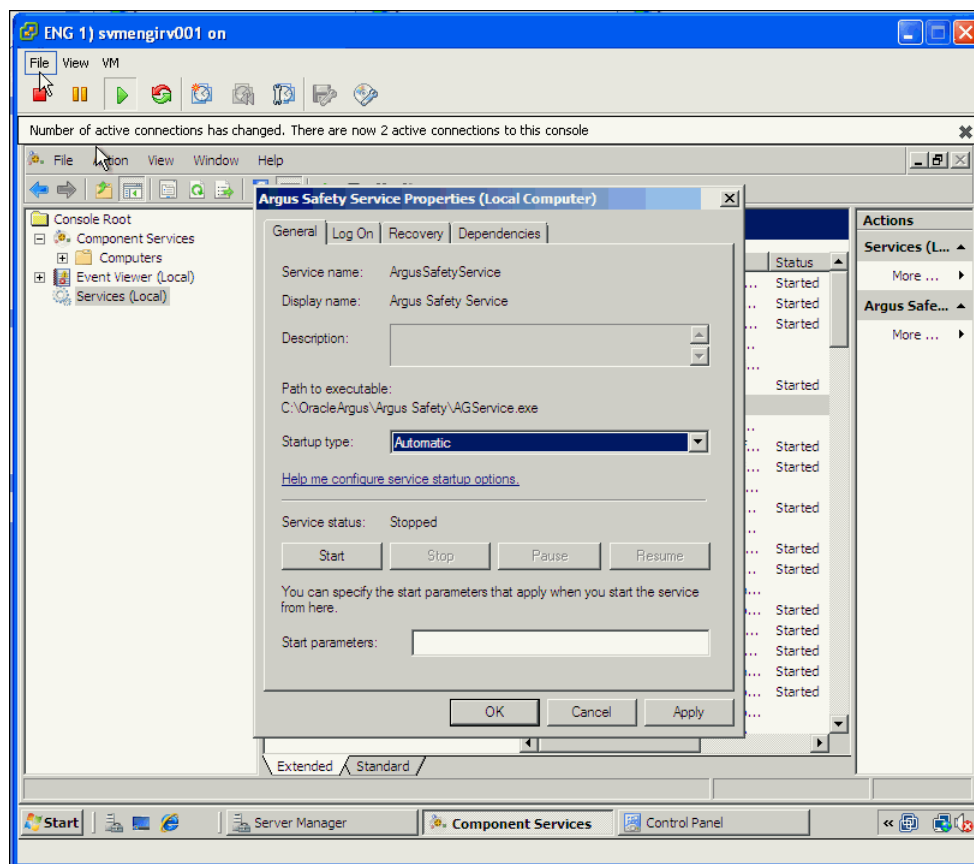 ENG 1) svmengirv001 on
File View VM
Number of active connections has changed. There are now 2 active connections to this console
File Action View Window Help
Console Root
Component Services
Computers
Event Viewer (Local)
Services (Local)
Argus Safety Service Properties (Local Computer)
General Log On Recovery Dependencies
Service name: ArgusSafetyService
Display name: Argus Safety Service
Description:
Path to executable:
C:\OracleArgus\Argus Safety\AGService.exe
Startup type: Automatic
Help me configure service startup options.
Service status: Stopped
Start Stop Pause Resume
You can specify the start parameters that apply when you start the service
from here.
Start parameters:
OK Cancel Apply
Status
Started
Started
Started
Started
Started
Started
Started
Started
Started
Started
Started
Started
Started
Started
Actions
Services (L...
More ...
Argus Safe...
More ...
Extended Standard
Start Server Manager Component Services Control Panel